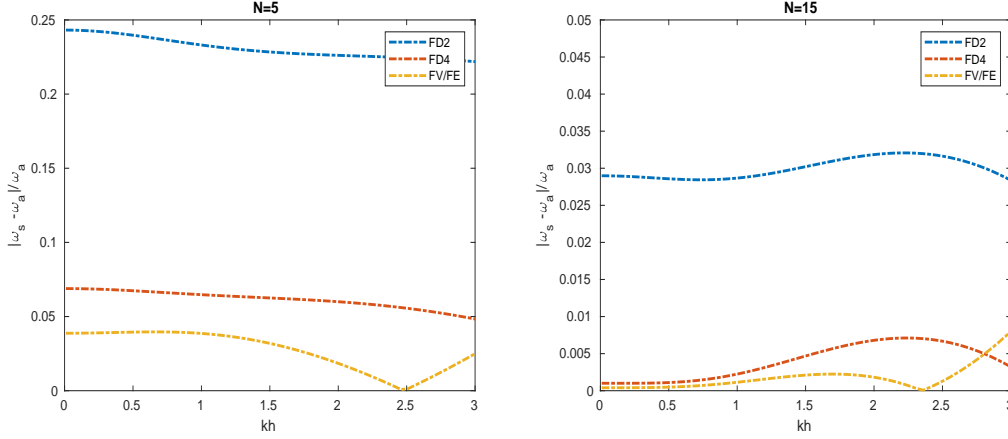 N=5
0.25
0.2
0.15
0.1
0.05
0
|ω_s - ω_a|/ω_a
0 0.5 1 1.5 2 2.5 3
kh
FD2
FD4
FV/FE
N=15
0.05
0.045
0.04
0.035
0.03
0.025
0.02
0.015
0.01
0.005
0
|ω_s - ω_a|/ω_a
0 0.5 1 1.5 2 2.5 3
kh
FD2
FD4
FV/FE